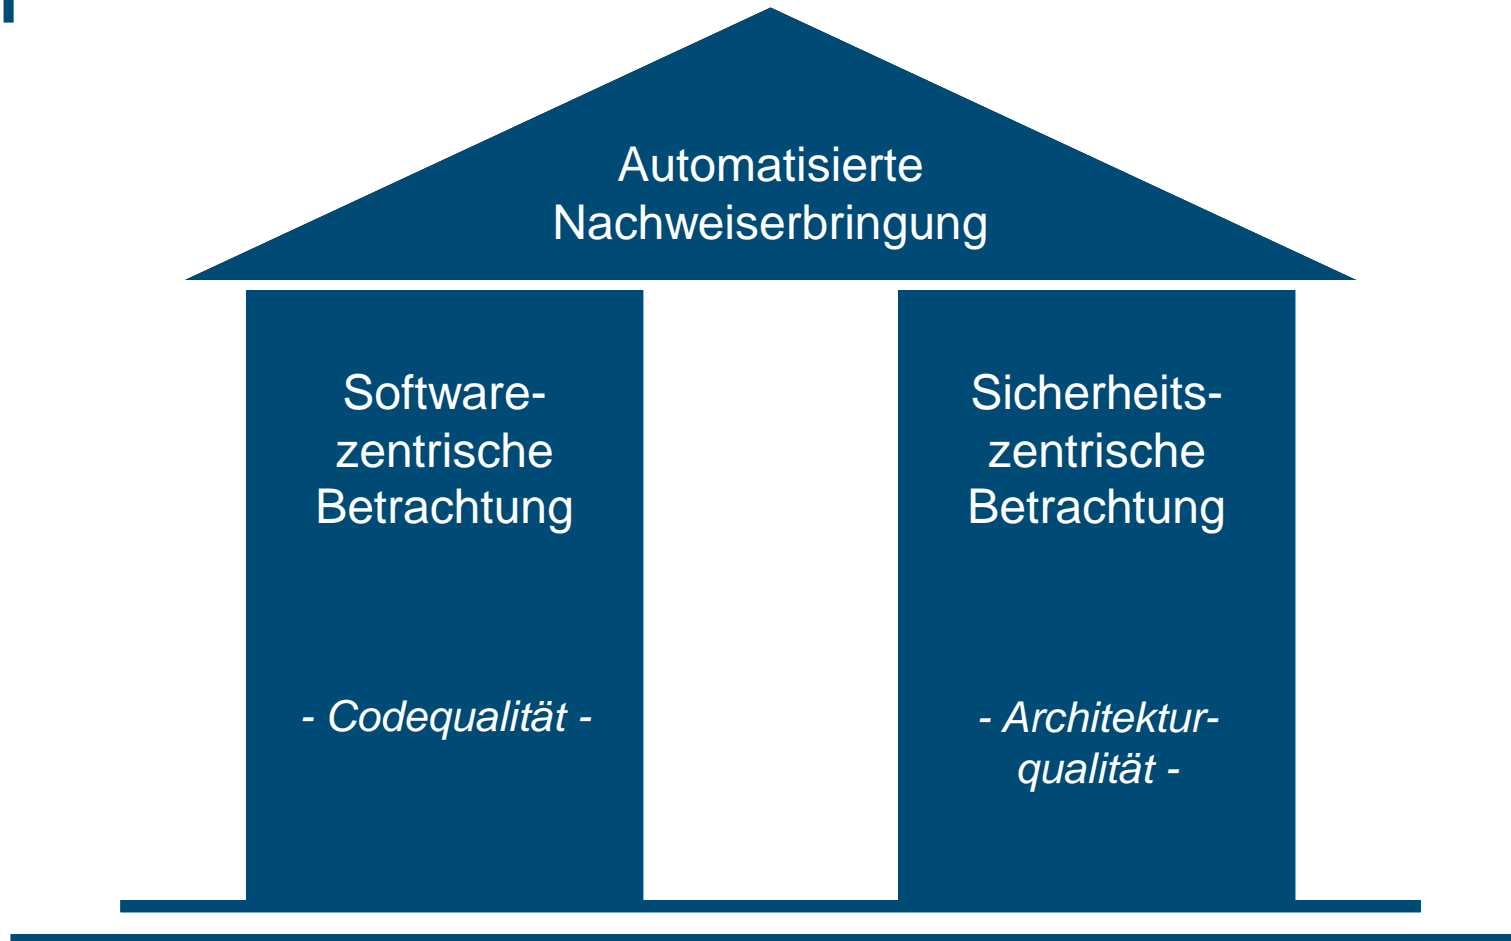 Automatisierte
Nachweiserbringung
Software-
zentrische
Betrachtung
- Codequalität -
Sicherheits-
zentrische
Betrachtung
- Architektur-
qualität -